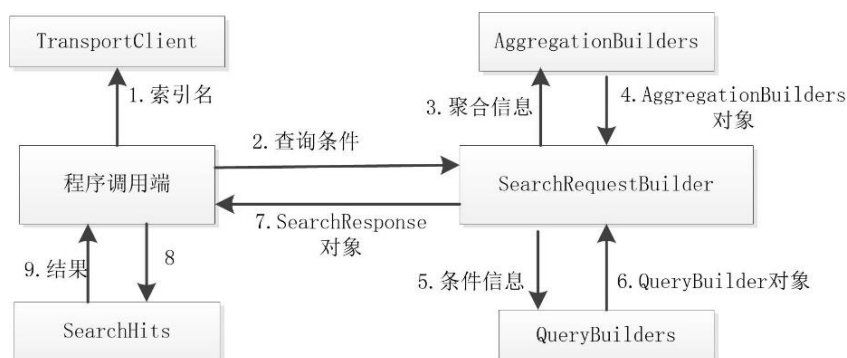 TransportClient
AggregationBuilders
1.索引名
3.聚合信息
4.AggregationBuilders
对象
2.查询条件
程序调用端
SearchRequestBuilder
7.SearchResponse
对象
9.结果
8
5.条件信息
6.QueryBuilder对象
SearchHits
QueryBuilders